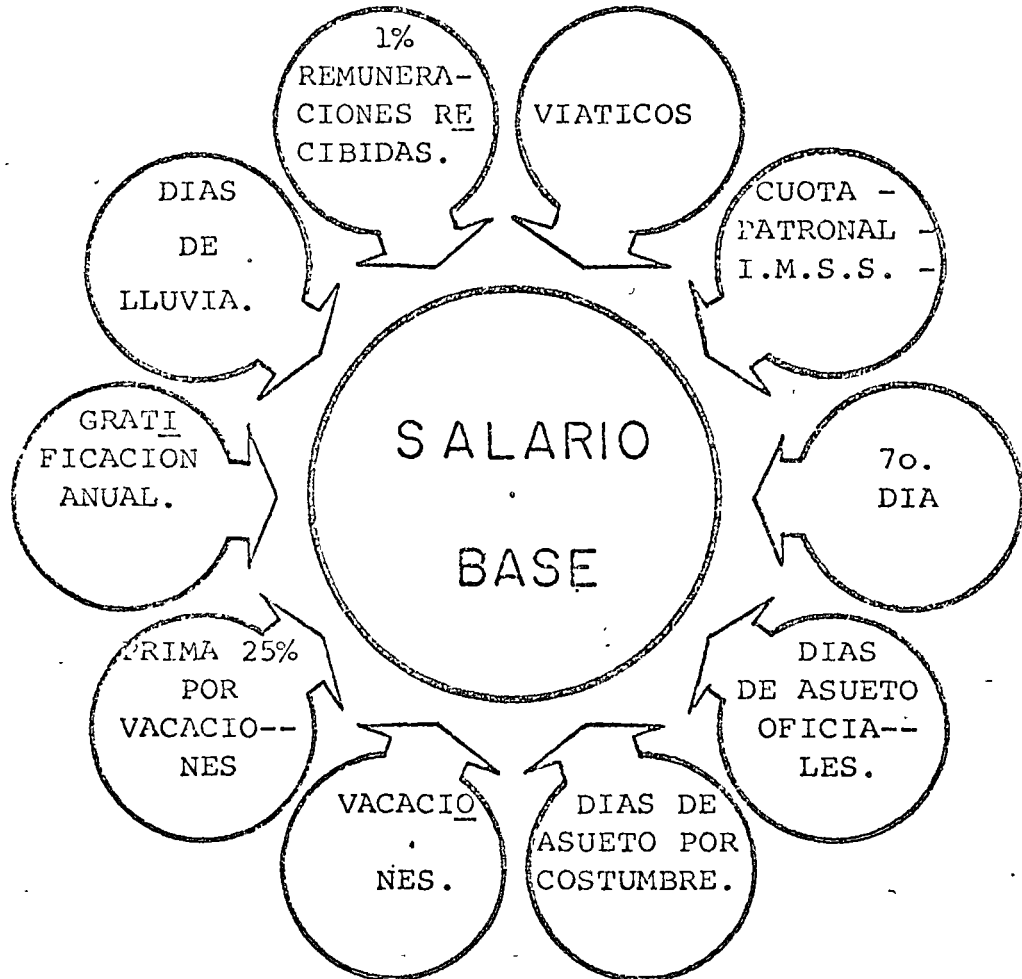 1%
REMUNERA-
CIONES RE
CIBIDAS.
VIATICOS
CUOTA -
PATRONAL -
I.M.S.S. -
7o.
DIA
DIAS
DE ASUETO
OFICIA--
LES.
DIAS DE
ASUETO POR
COSTUMBRE.
VACACIO
NES.
PRIMA 25%
POR
VACACIO--
NES
GRATI
FICACION
ANUAL.
DIAS
DE
LLUVIA.
SALARIO
BASE